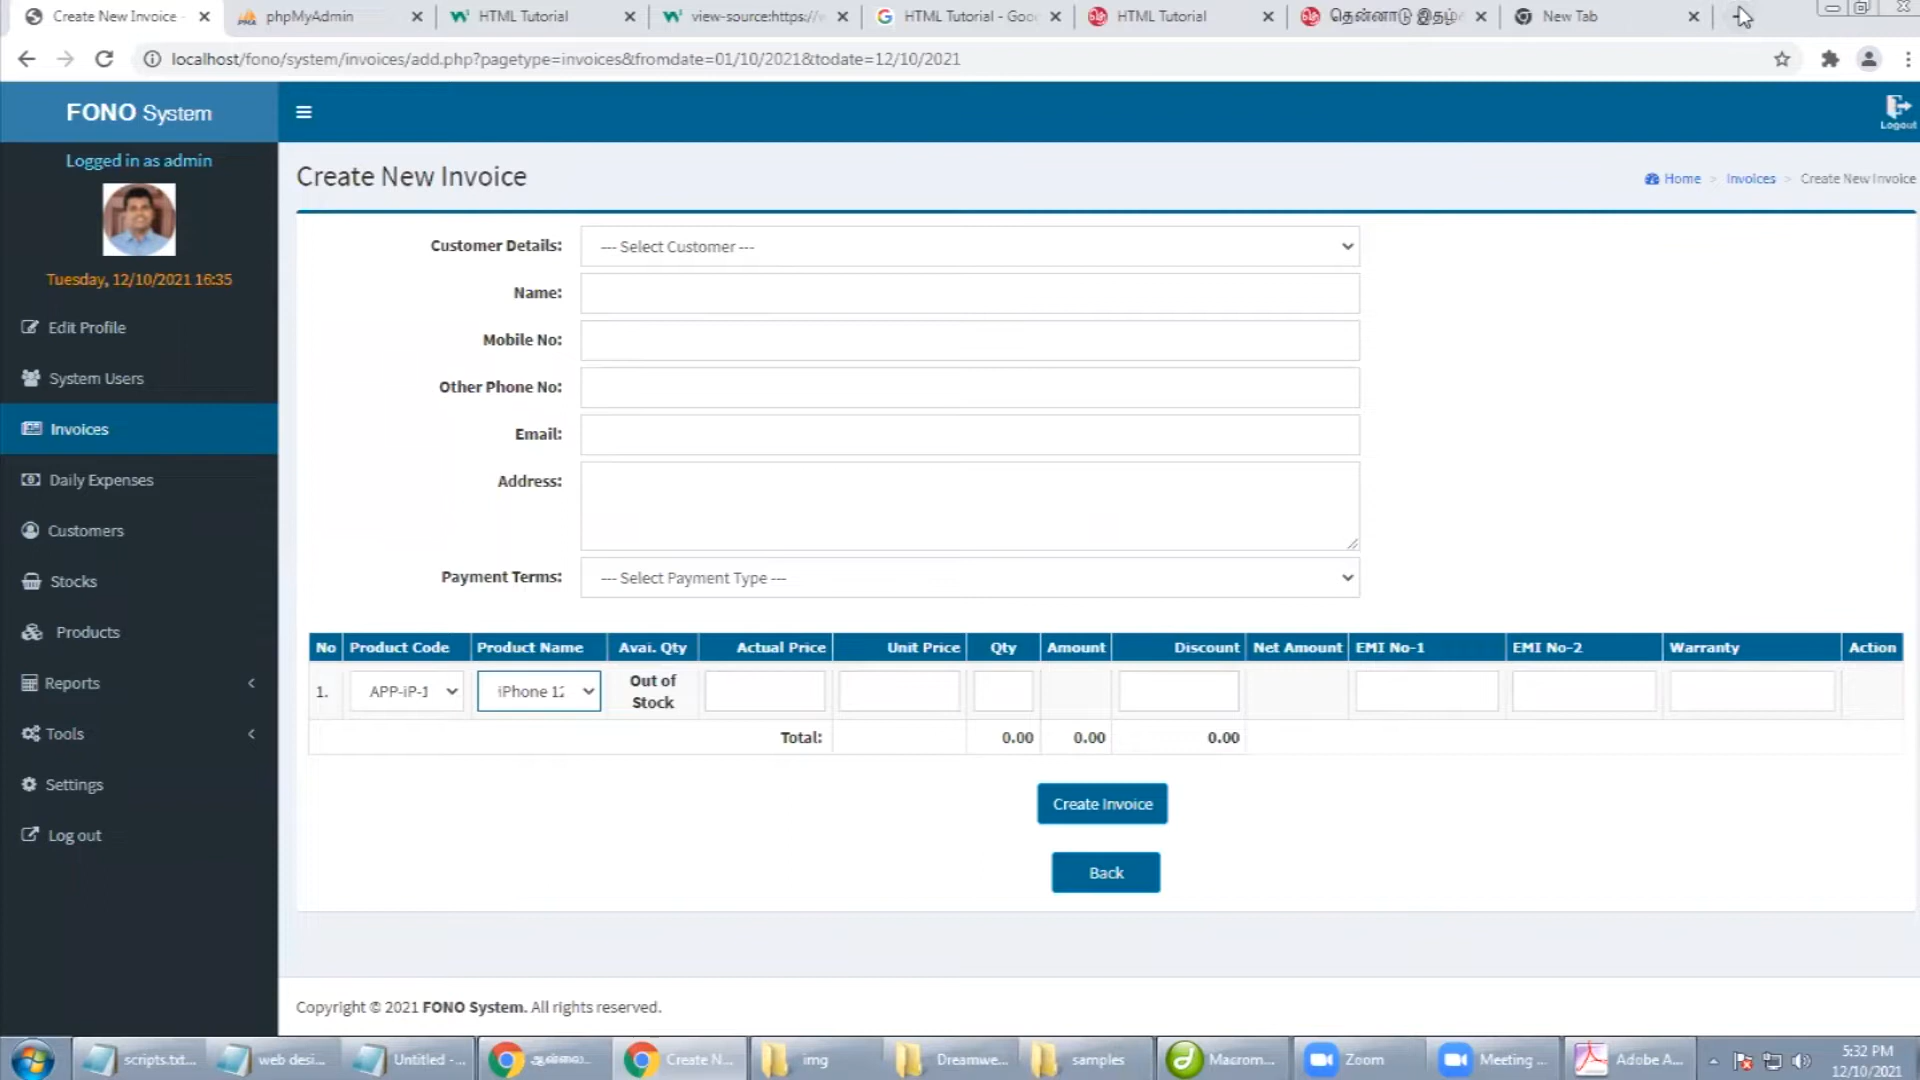 Create New Invoice -
phpMyAdmin
HTML Tutorial
view-source:https://
HTML Tutorial - Goo
HTML Tutorial
தென்னாடு இதழ்
New Tab
localhost/fono/system/invoices/add.php?pagetype=invoices&fromdate=01/10/2021&todate=12/10/2021
FONO System
Logout
Logged in as admin
Tuesday, 12/10/2021 16:35
Edit Profile
System Users
Invoices
Daily Expenses
Customers
Stocks
Products
Reports
Tools
Settings
Log out
Create New Invoice
Home > Invoices > Create New Invoice
Customer Details: --- Select Customer ---
Name:
Mobile No:
Other Phone No:
Email:
Address:
Payment Terms: --- Select Payment Type ---
No Product Code Product Name Avai. Qty Actual Price Unit Price Qty Amount Discount Net Amount EMI No-1 EMI No-2 Warranty Action
1. APP-iP-1 iPhone 12 Out of Stock
Total: 0.00 0.00 0.00
Create Invoice
Back
Copyright © 2021 FONO System. All rights reserved.
scripts.txt...
web desi...
Untitled -...
Create N...
img
Dreamwe...
samples
Macrom...
Zoom
Meeting ...
Adobe A...
5:32 PM
12/10/2021